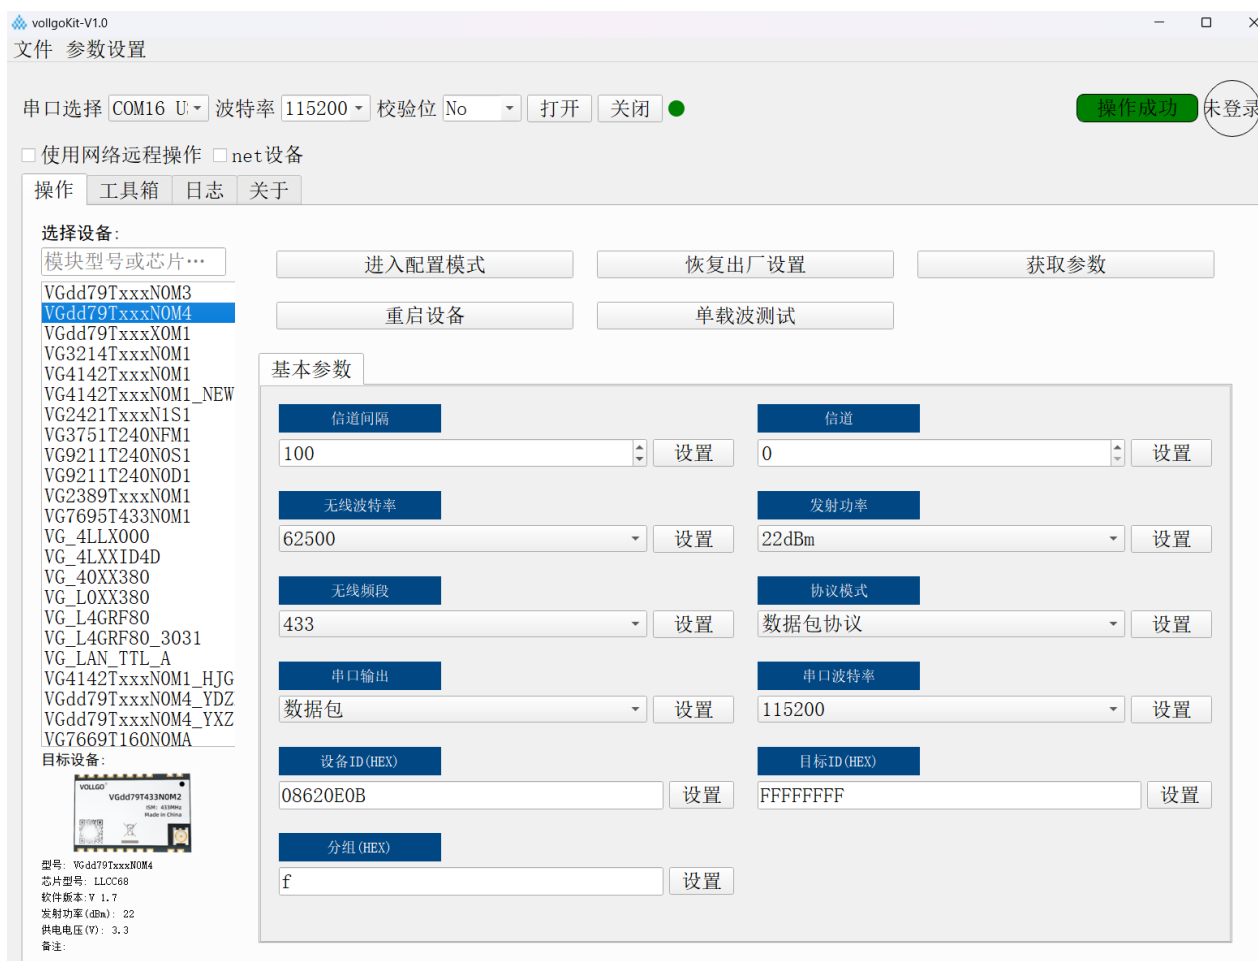 vollgoKit-V1.0
文件 参数设置
串口选择 COM16 U: 波特率 115200 校验位 No 打开 关闭 操作成功 未登录
使用网络远程操作 net设备
操作 工具箱 日志 关于
选择设备:
模块型号或芯片…
进入配置模式 恢复出厂设置 获取参数
重启设备 单载波测试
VGdd79TxxxN0M3
VGdd79TxxxN0M4
VGdd79TxxxX0M1
VG3214TxxxN0M1
VG4142TxxxN0M1
VG4142TxxxN0M1_NEW
VG2421TxxxN1S1
VG3751T240NFM1
VG9211T240N0S1
VG9211T240N0D1
VG2389TxxxN0M1
VG7695T433N0M1
VG_4LLX000
VG_4LXXID4D
VG_40XX380
VG_L0XX380
VG_L4GRF80
VG_L4GRF80_3031
VG_LAN_TTL_A
VG4142TxxxN0M1_HJG
VGdd79TxxxN0M4_YDZ
VGdd79TxxxN0M4_YXZ
VG7669T160N0MA
目标设备:
VOLLGO
VGdd79T433N0M2
ISM: 433MHz
Made in China
型号: VGdd79TxxxN0M4
芯片型号: LLCC68
软件版本:V 1.7
发射功率(dBm): 22
供电电压(V): 3.3
备注:
基本参数
信道间隔 信道
100 设置 0 设置
无线波特率 发射功率
62500 设置 22dBm 设置
无线频段 协议模式
433 设置 数据包协议 设置
串口输出 串口波特率
数据包 设置 115200 设置
设备ID(HEX) 目标ID(HEX)
08620E0B 设置 FFFFFFFF 设置
分组(HEX)
f 设置